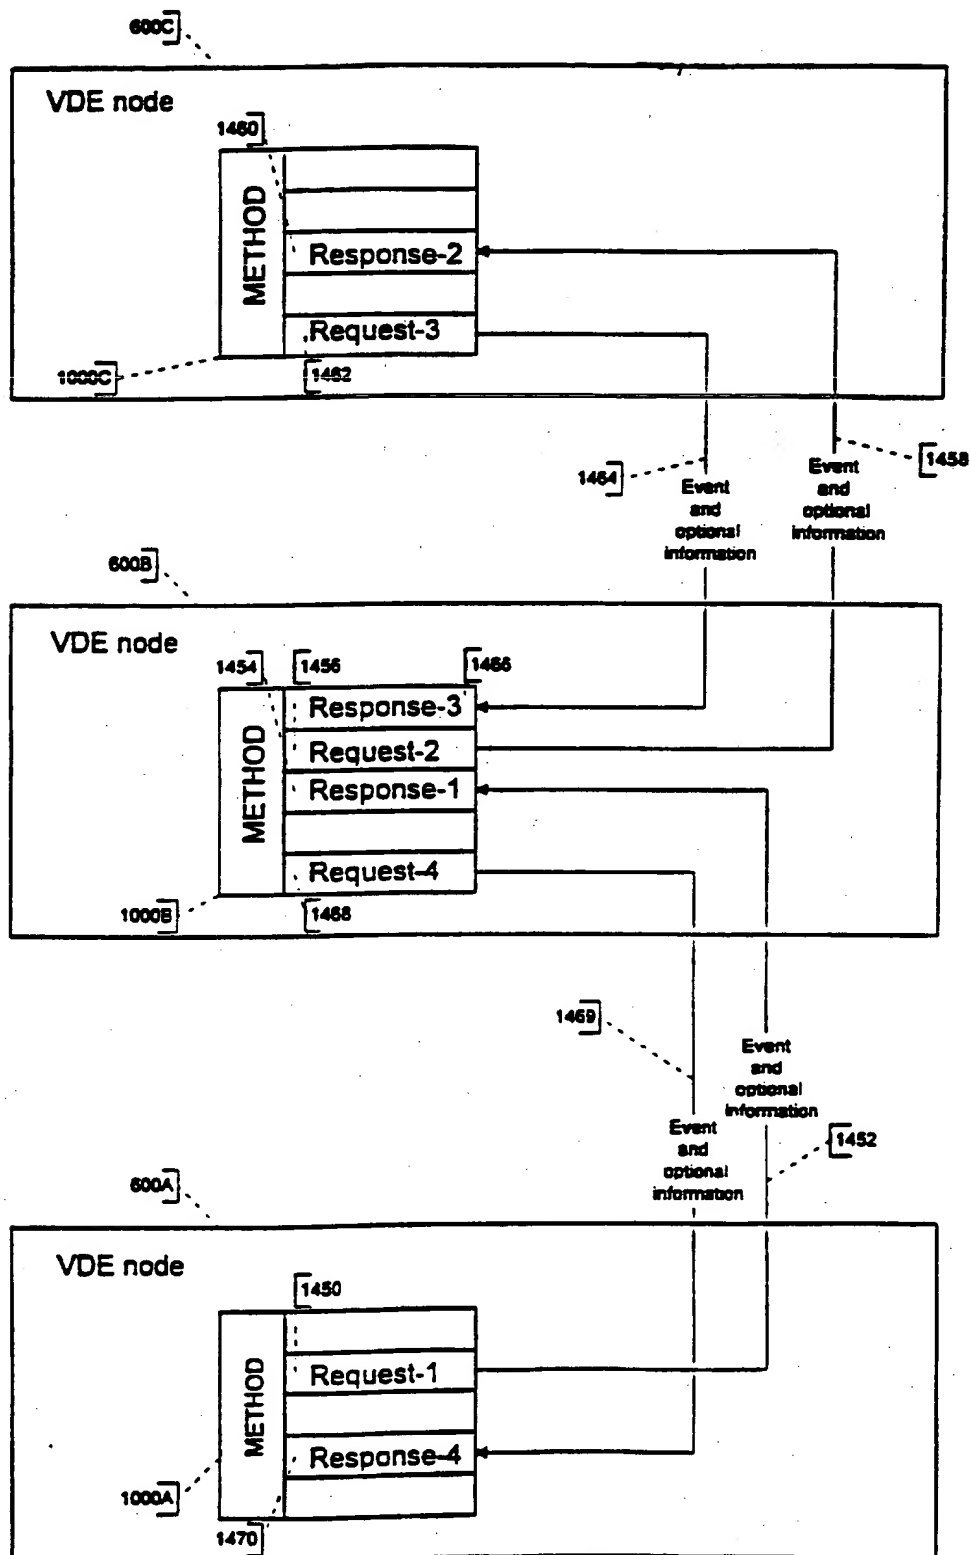 600C
VDE node
1460
METHOD
Response-2
Request-3
1000C
1462
1464
1458
Event
and
optional
information
Event
and
optional
information
600B
VDE node
1454
1456
1466
METHOD
Response-3
Request-2
Response-1
Request-4
1000B
1468
1469
Event
and
optional
information
Event
and
optional
information
1452
600A
VDE node
1450
METHOD
Request-1
Response-4
1000A
1470